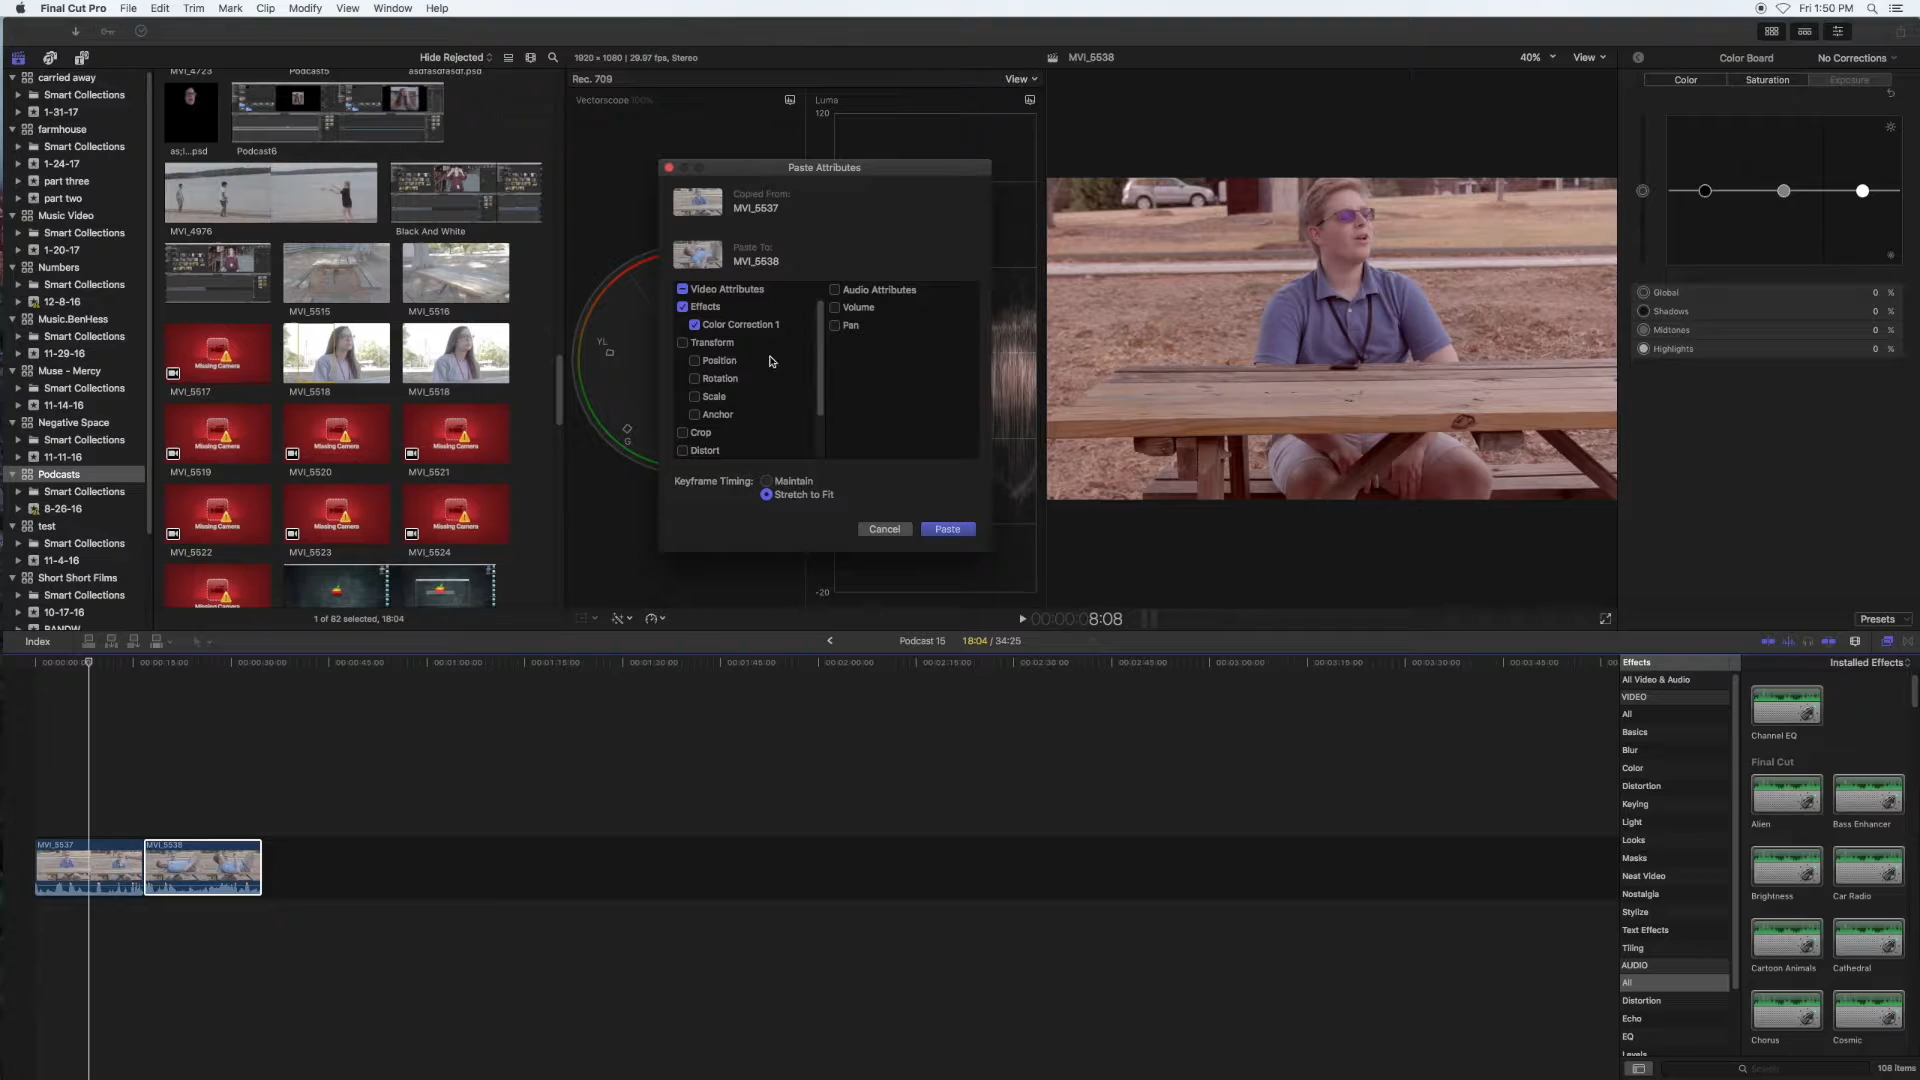 Final Cut Pro File Edit Trim Mark Clip Modify View Window Help
Fri 1:50 PM
Hide Rejected
1920 × 1080 | 29.97 fps, Stereo
MVI_5538
40% View
Color Board
No Corrections
carried away
Smart Collections
1-31-17
farmhouse
Smart Collections
1-24-17
part three
part two
Music Video
Smart Collections
1-20-17
Numbers
Smart Collections
12-8-16
Music.BenHess
Smart Collections
11-29-16
Muse - Mercy
Smart Collections
11-14-16
Negative Space
Smart Collections
11-11-16
Podcasts
Smart Collections
8-26-16
test
Smart Collections
11-4-16
Short Short Films
Smart Collections
10-17-16
BANDW
MVI_4723
Podcast5
asdfasfasdf.psd
as;l...psd
Podcast6
MVI_4976
Black And White
MVI_5515
MVI_5516
Missing Camera
MVI_5517
MVI_5518
MVI_5518
Missing Camera
Missing Camera
Missing Camera
MVI_5519
MVI_5520
MVI_5521
Missing Camera
Missing Camera
Missing Camera
MVI_5522
MVI_5523
MVI_5524
Missing Camera
1 of 82 selected, 18:04
Rec. 709
View
Vectorscope 100%
Luma
120
YL
G
-20
Paste Attributes
Copied From:
MVI_5537
Paste To:
MVI_5538
Video Attributes
Effects
Color Correction 1
Transform
Position
Rotation
Scale
Anchor
Crop
Distort
Audio Attributes
Volume
Pan
Keyframe Timing:
Maintain
Stretch to Fit
Cancel
Paste
00:00:08:08
Color
Saturation
Exposure
Global 0 %
Shadows 0 %
Midtones 0 %
Highlights 0 %
Presets
Index
Podcast 15
18:04 / 34:25
00:00:15:00
00:00:30:00
00:00:45:00
00:01:00:00
00:01:15:00
00:01:30:00
00:01:45:00
00:02:00:00
00:02:15:00
00:02:30:00
00:02:45:00
00:03:00:00
00:03:15:00
00:03:30:00
00:03:45:00
MVI_5537
MVI_5538
Effects
Installed Effects
All Video & Audio
VIDEO
All
Basics
Blur
Color
Distortion
Keying
Light
Looks
Masks
Neat Video
Nostalgia
Stylize
Text Effects
Tiling
AUDIO
All
Distortion
Echo
EQ
Levels
Channel EQ
Final Cut
Alien
Bass Enhancer
Brightness
Car Radio
Cartoon Animals
Cathedral
Chorus
Cosmic
Search
108 items